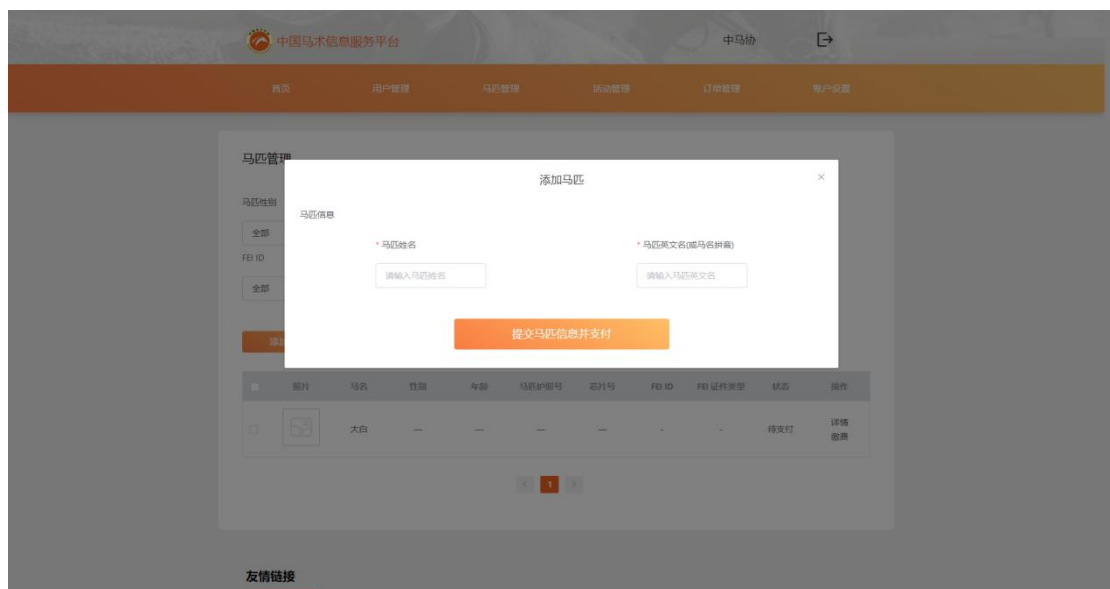 中国马术信息服务平台
中马协
首页 用户管理 马匹管理 活动管理 订单管理 账户设置
马匹管理
添加马匹 ×
马匹性别
马匹信息
全部
* 马匹姓名 * 马匹英文名(或马名拼音)
FEI ID
请输入马匹姓名 请输入马匹英文名
全部
提交马匹信息并支付
添加
照片 马名 性别 年龄 马匹护照号 芯片号 FEI ID FEI 证件类型 状态 操作
大白 — — — — - - 待支付 详情
缴费
< 1 >
友情链接